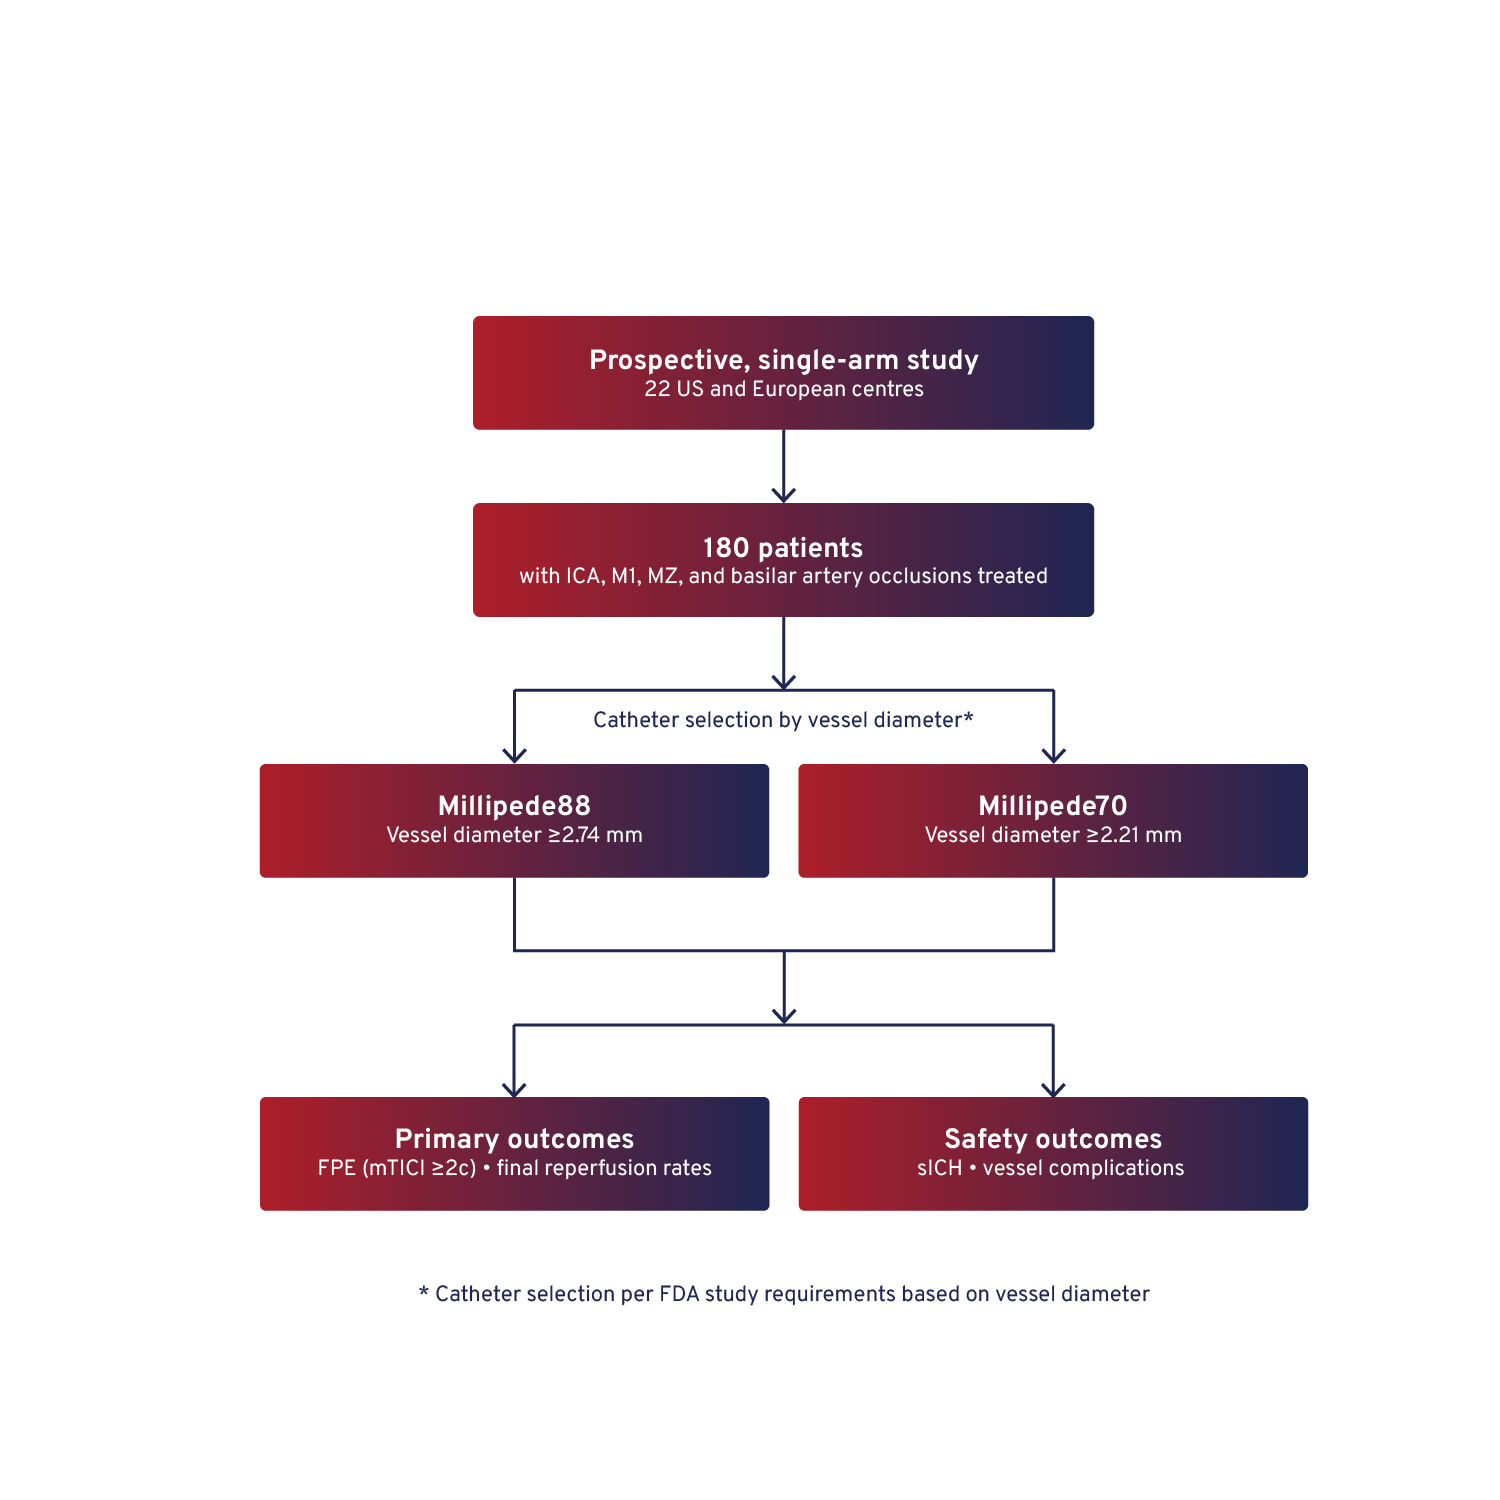 Prospective, single-arm study
22 US and European centres
180 patients
with ICA, M1, MZ, and basilar artery occlusions treated
Catheter selection by vessel diameter*
Millipede88
Vessel diameter ≥2.74 mm
Millipede70
Vessel diameter ≥2.21 mm
Primary outcomes
FPE (mTICI ≥2c) • final reperfusion rates
Safety outcomes
sICH • vessel complications
* Catheter selection per FDA study requirements based on vessel diameter